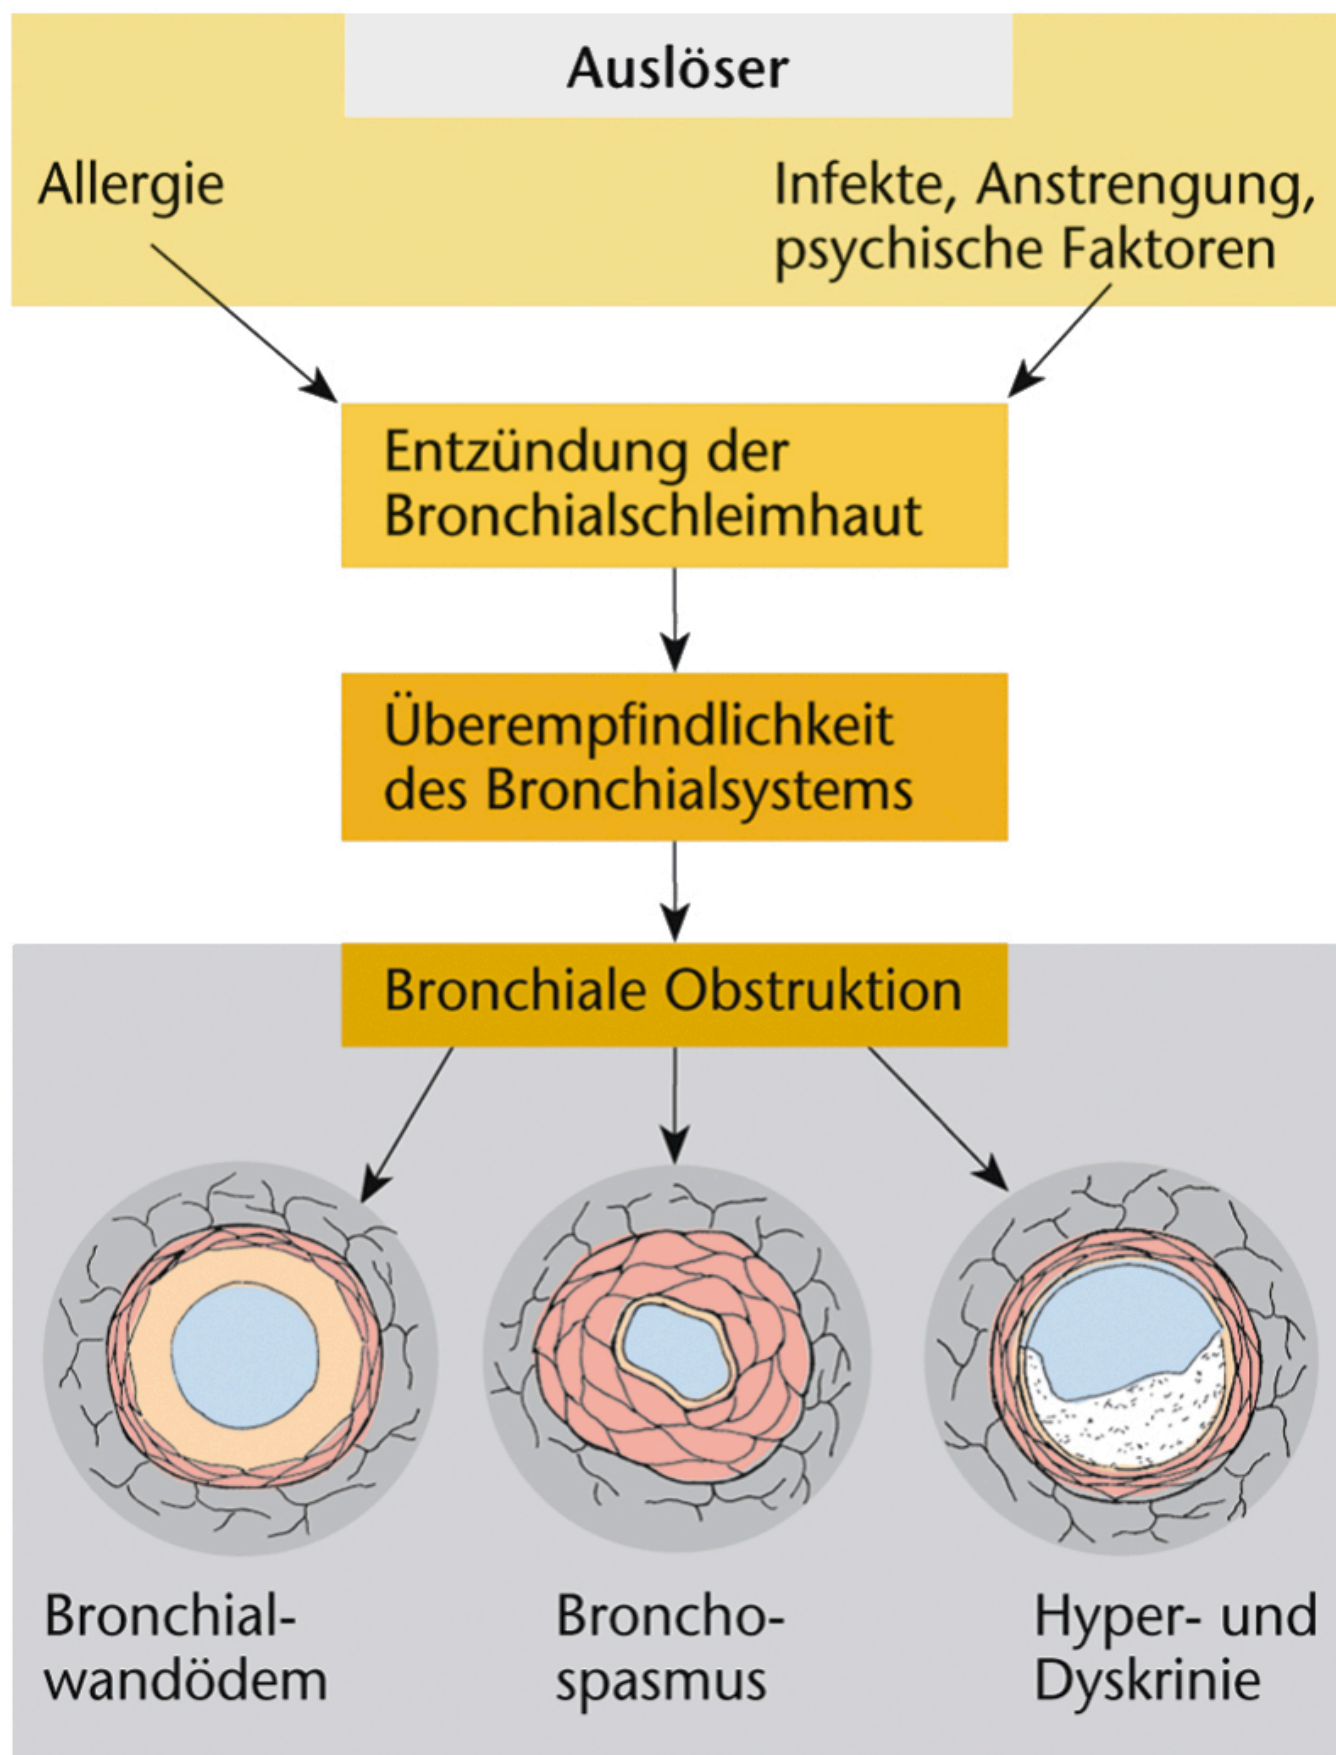 Auslöser
Allergie
Infekte, Anstrengung,
psychische Faktoren
Entzündung der
Bronchialschleimhaut
Überempfindlichkeit
des Bronchialsystems
Bronchiale Obstruktion
Bronchial-
wandödem
Broncho-
spasmus
Hyper- und
Dyskrinie